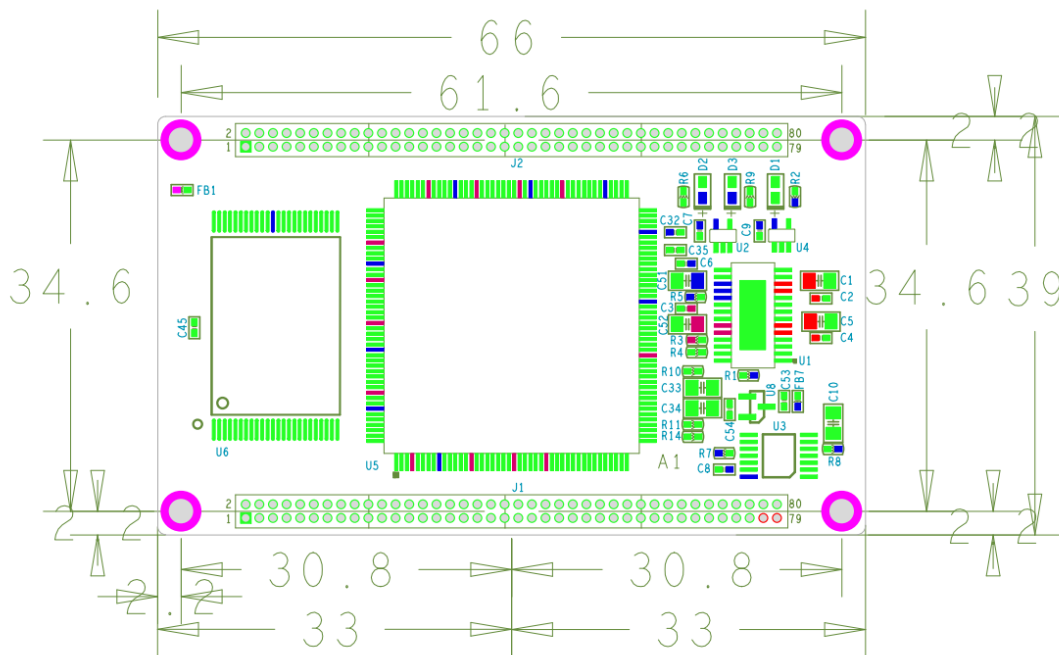 66
61.6
2.2
2 80
1 79
J2
FB1
D2 D3 D1
R6 R9 R2
C32 C7 C9
U2 U4
C35
C6
C51 C1
34.6 34.6 39
R5 C2
C3
C52 C5
C45
R3 C4
R4
U1
R10 R1
C33 C53 FB7 U8
C34 C54 C10
R11 U3
R14
U6 U5 A1 R7 R8
C8
J1
2 80
1 79
2.2 2.2
30.8 30.8
2.2
33 33